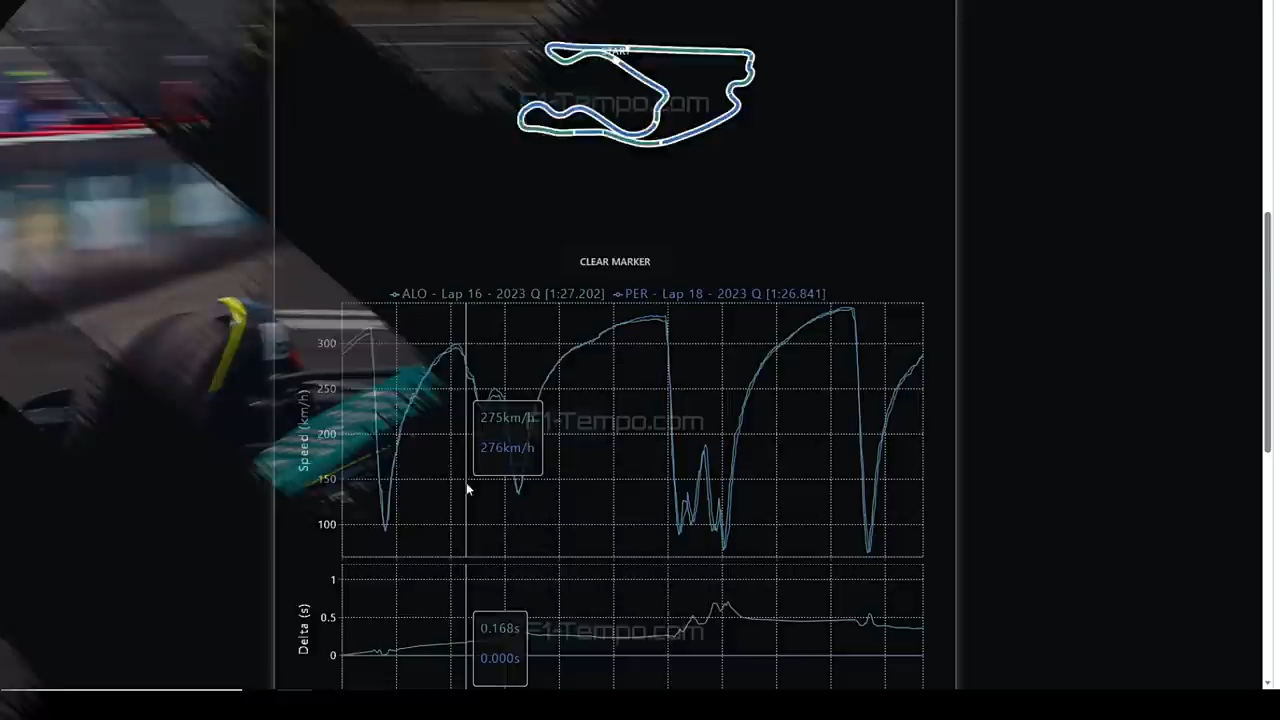 START
F1-Tempo.com
CLEAR MARKER
ALO - Lap 16 - 2023 Q [1:27.202] PER - Lap 18 - 2023 Q [1:26.841]
300
250
200
150
100
Speed (km/h)
275km/h
276km/h
F1-Tempo.com
1
0.5
0
Delta (s)
0.168s
0.000s
F1-Tempo.com